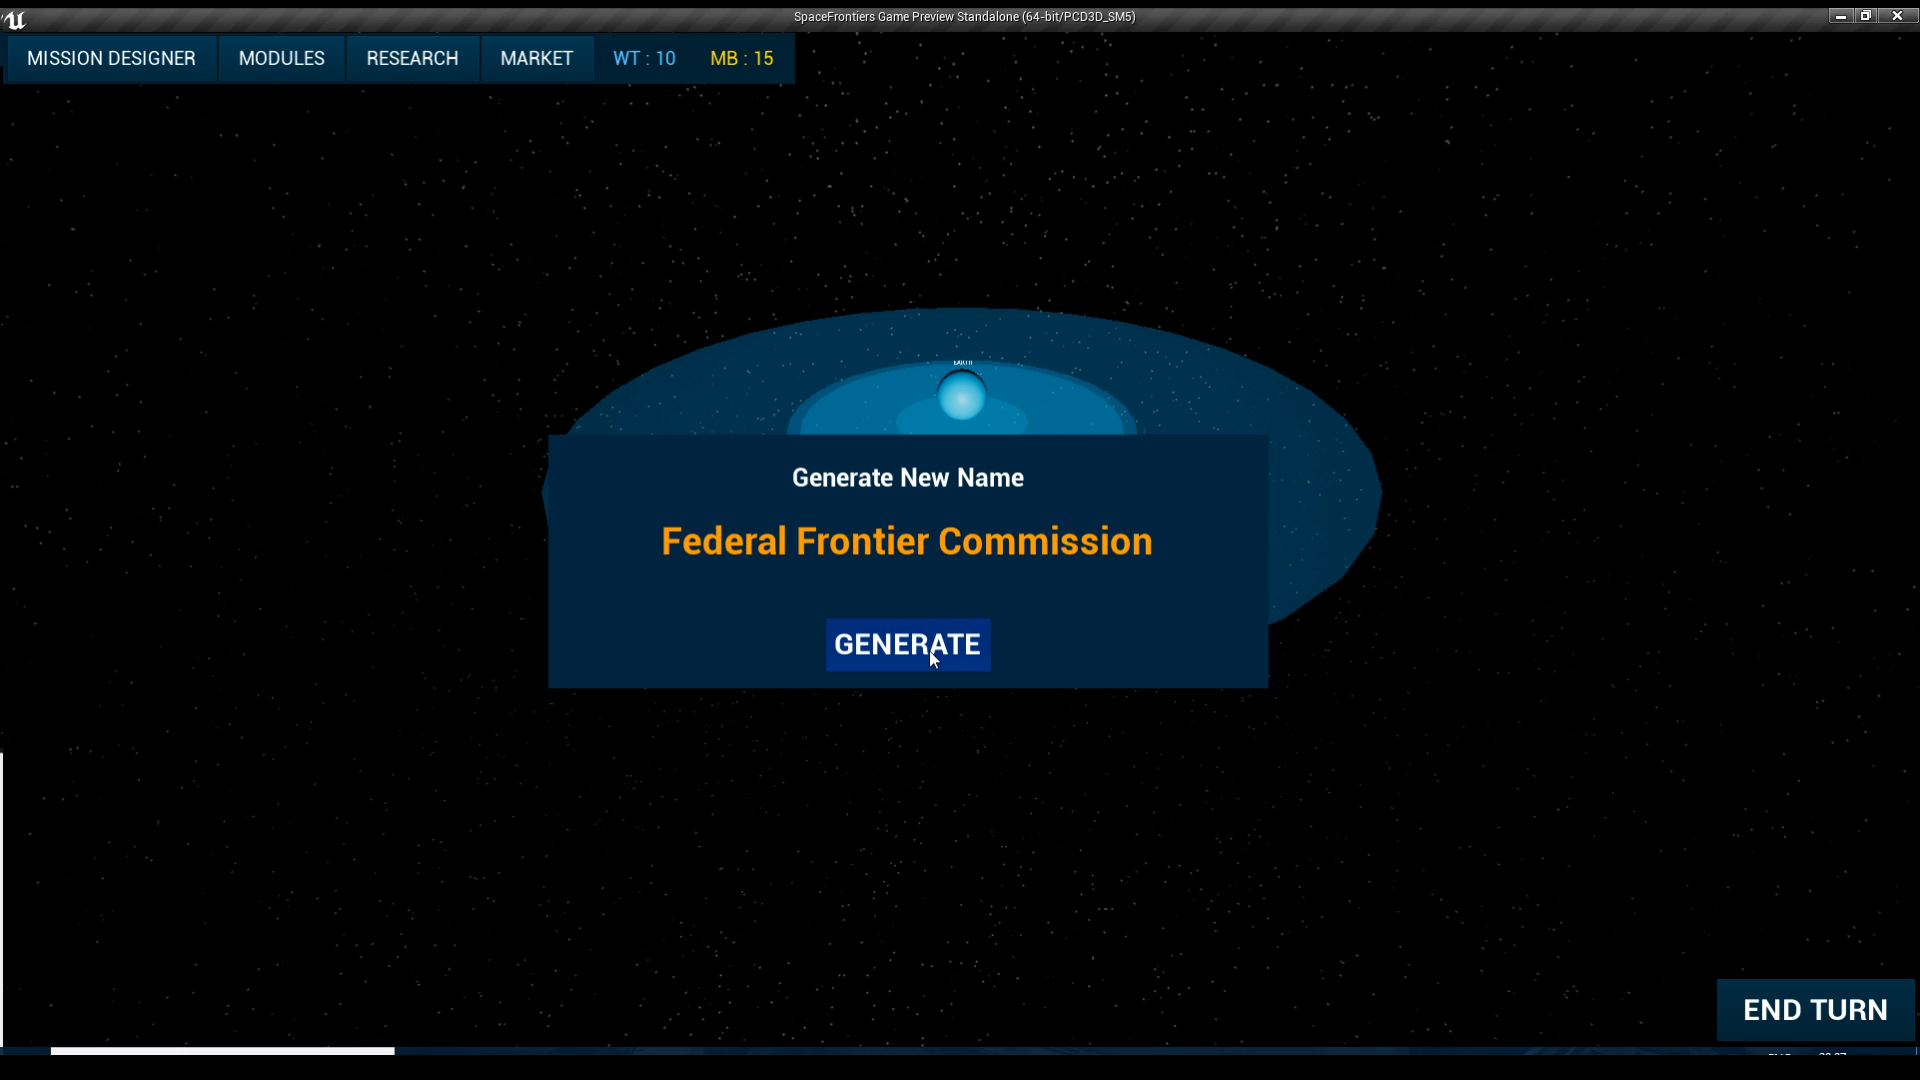 SpaceFrontiers Game Preview Standalone (64-bit/PCD3D_SM5)
MISSION DESIGNER MODULES RESEARCH MARKET WT : 10 MB : 15
Generate New Name
Federal Frontier Commission
GENERATE
END TURN